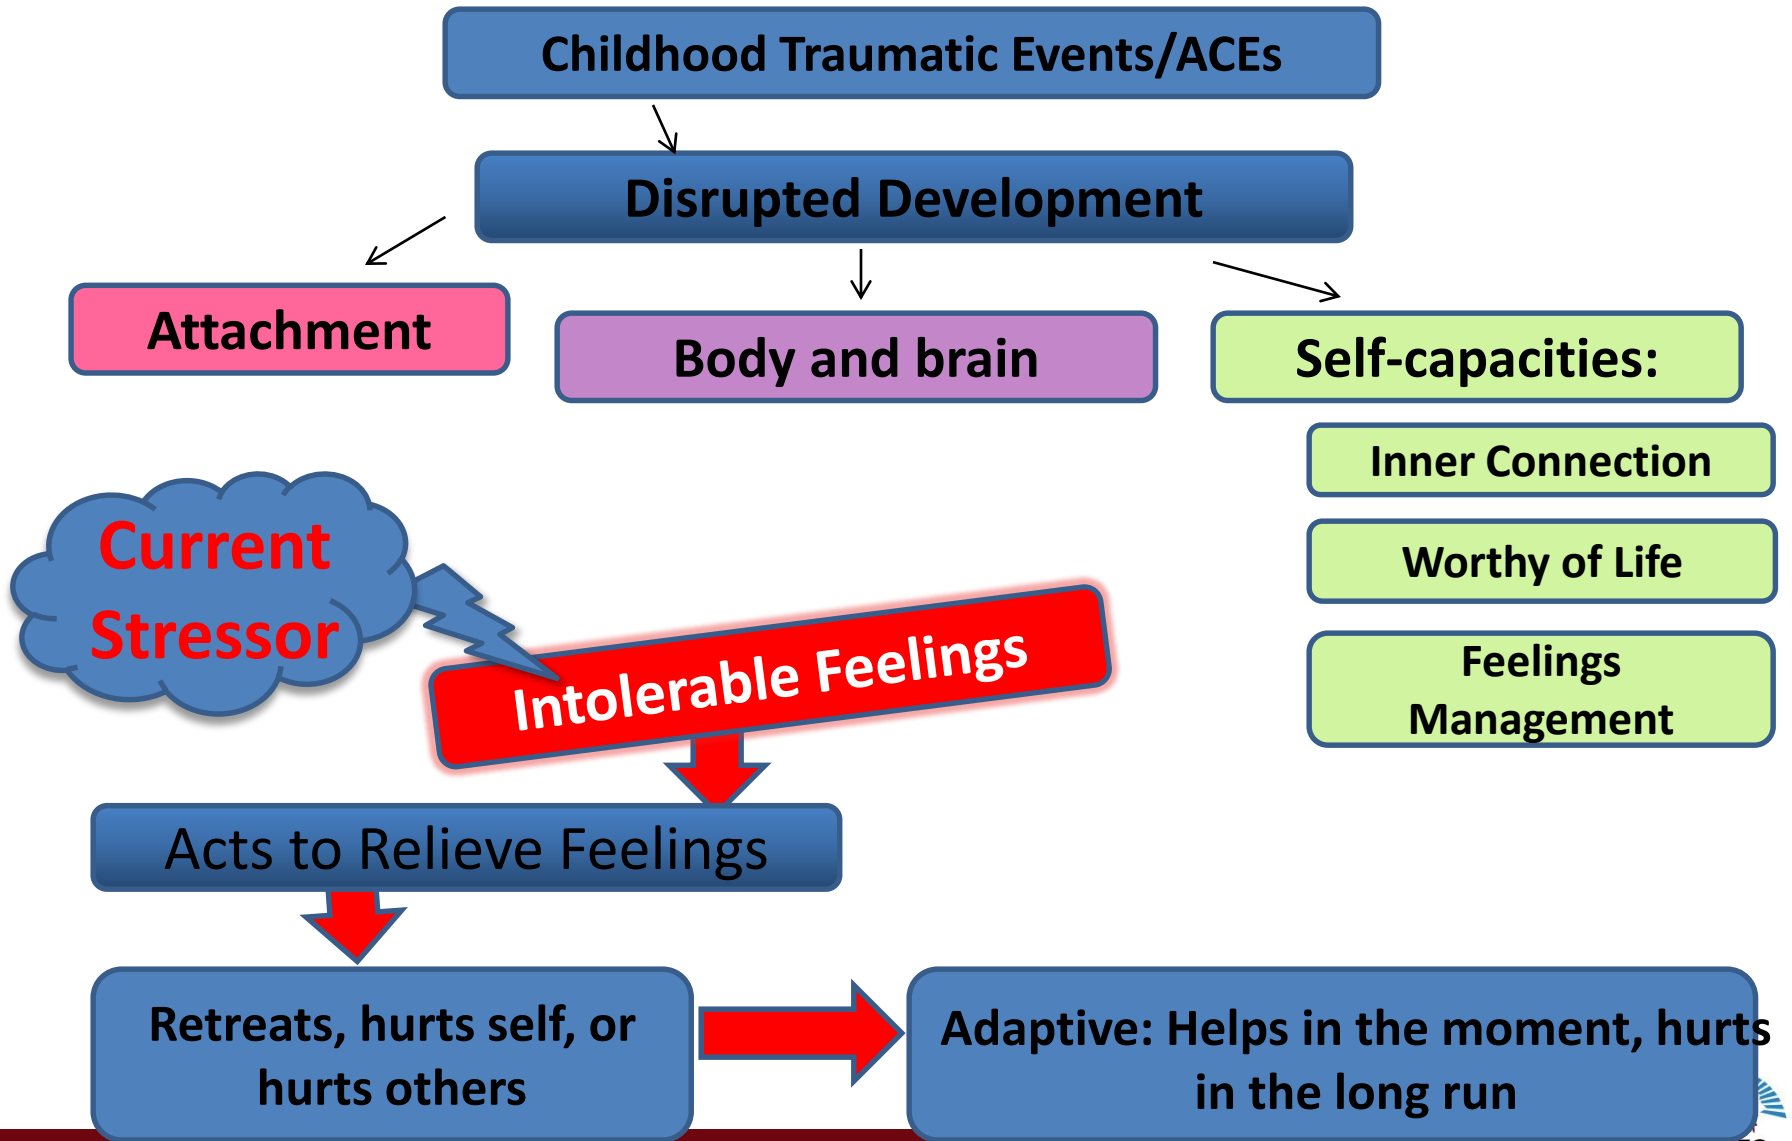 Childhood Traumatic Events/ACEs
Disrupted Development
Attachment
Body and brain
Self-capacities:
Inner Connection
Worthy of Life
Feelings
Management
Current
Stressor
Intolerable Feelings
Acts to Relieve Feelings
Retreats, hurts self, or
hurts others
Adaptive: Helps in the moment, hurts
in the long run